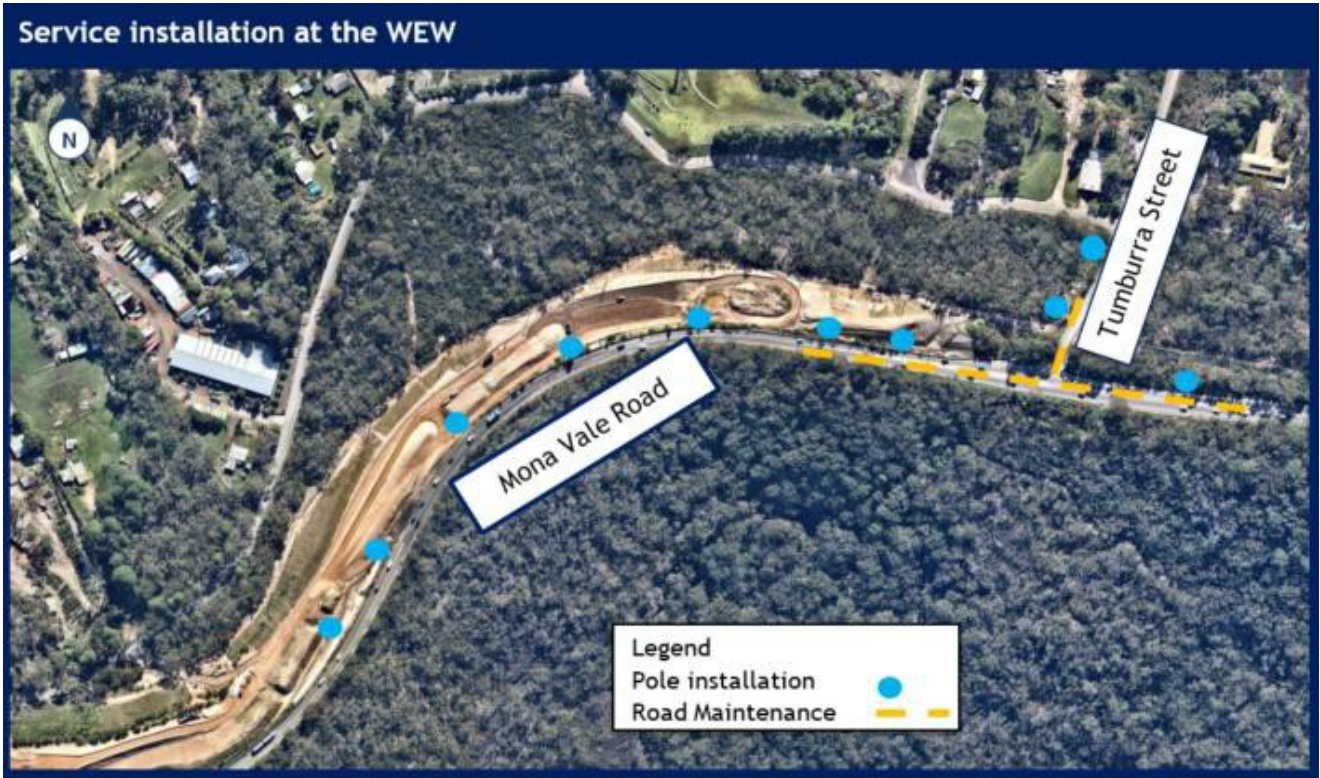 Service installation at the WEW
N
Tumburra Street
Mona Vale Road
Legend
Pole installation
Road Maintenance